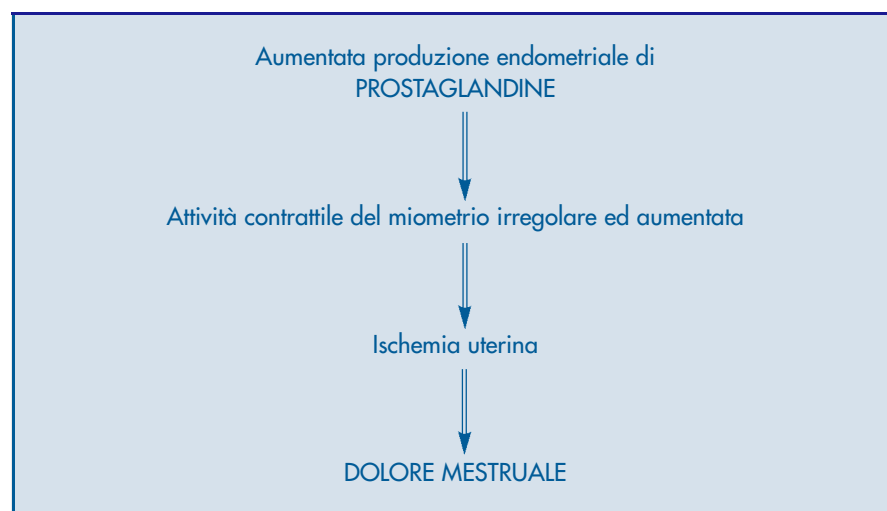 Aumentata produzione endometriale di
PROSTAGLANDINE
Attività contrattile del miometrio irregolare ed aumentata
Ischemia uterina
DOLORE MESTRUALE